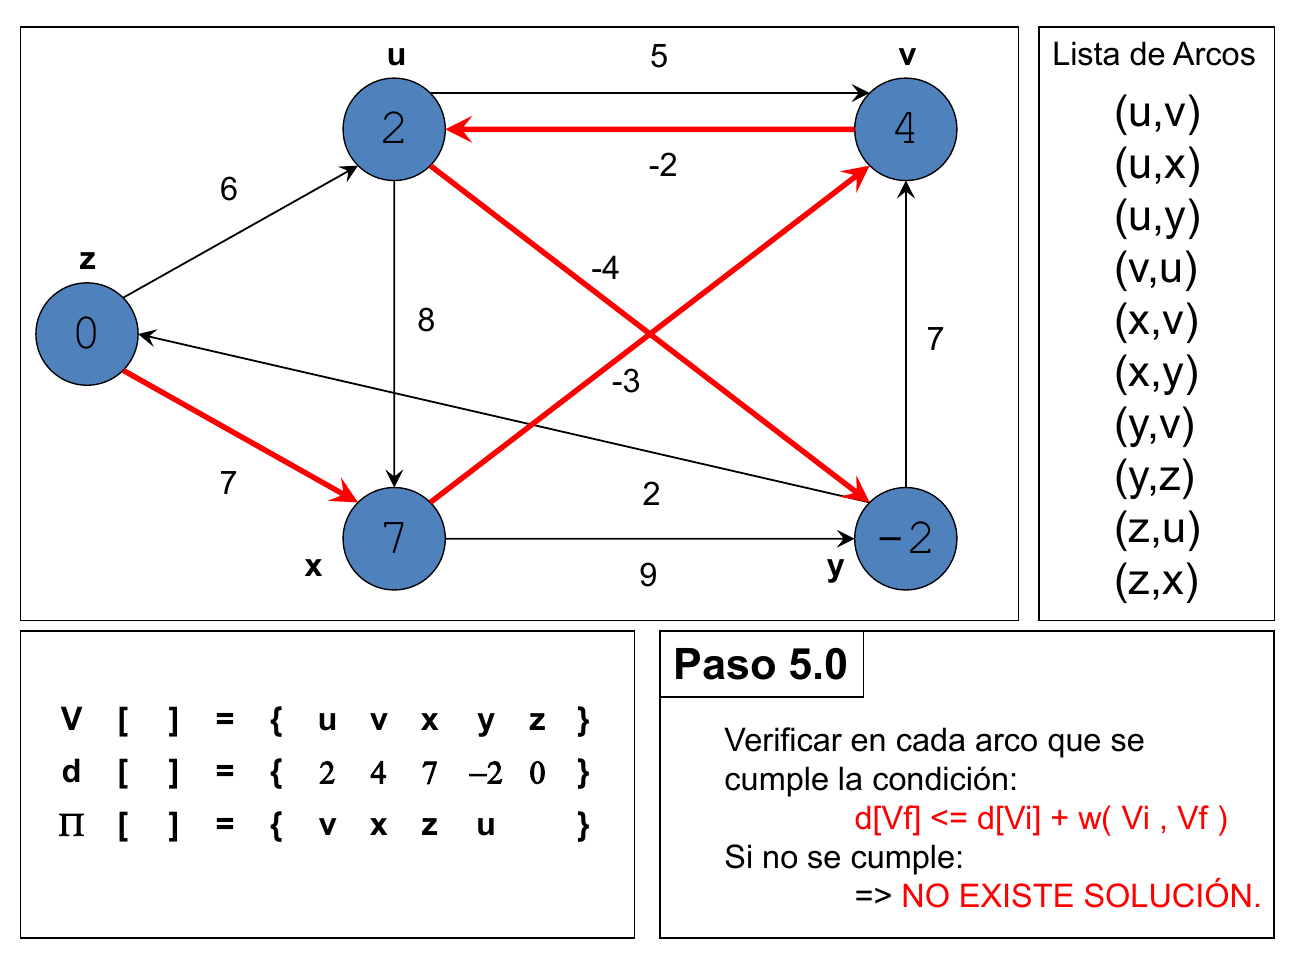 u
5
v
2
4
-2
6
z
-4
0
8
7
-3
7
2
7
-2
x
9
y
Lista de Arcos
(u,v)
(u,x)
(u,y)
(v,u)
(x,v)
(x,y)
(y,v)
(y,z)
(z,u)
(z,x)
V [ ] = { u v x y z }
d [ ] = { 2 4 7 –2 0 }
Π [ ] = { v x z u }
Paso 5.0
Verificar en cada arco que se
cumple la condición:
d[Vf] <= d[Vi] + w( Vi , Vf )
Si no se cumple:
=> NO EXISTE SOLUCIÓN.